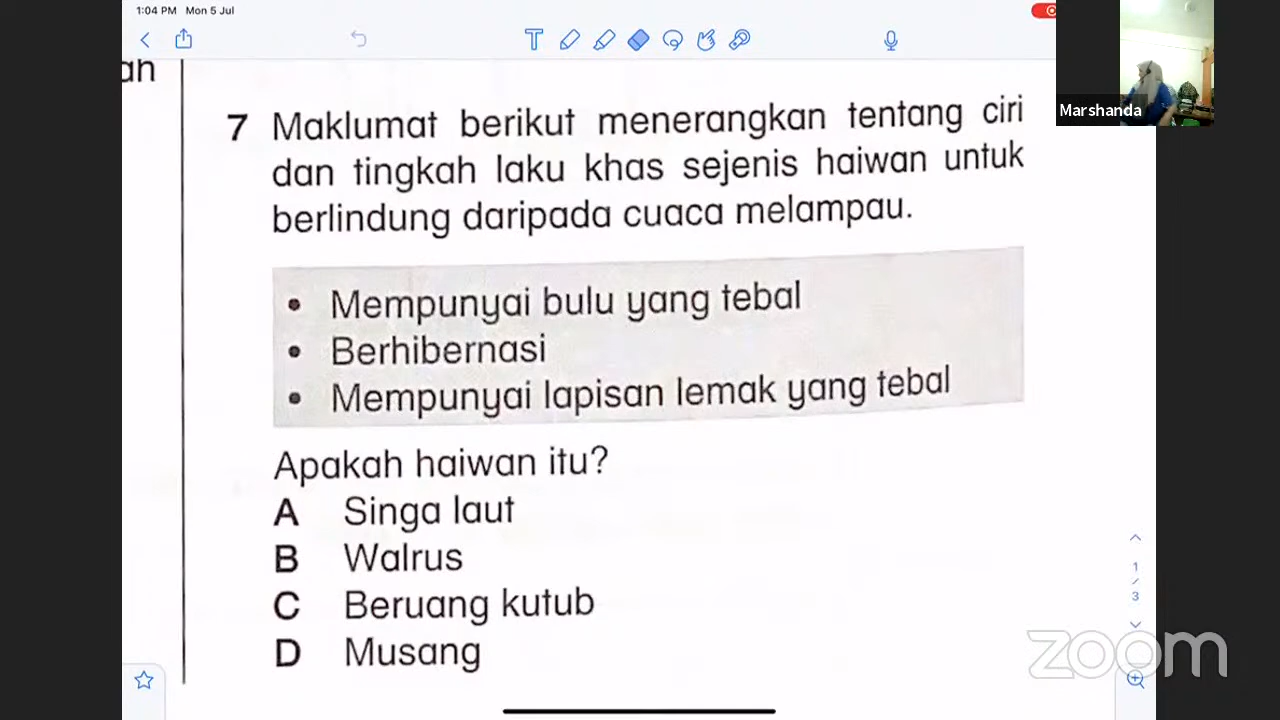 1:04 PM Mon 5 Jul
an
Marshanda
7 Maklumat berikut menerangkan tentang ciri
dan tingkah laku khas sejenis haiwan untuk
berlindung daripada cuaca melampau.
• Mempunyai bulu yang tebal
• Berhibernasi
• Mempunyai lapisan lemak yang tebal
Apakah haiwan itu?
A Singa laut
B Walrus
C Beruang kutub
D Musang
1
/
3
zoom